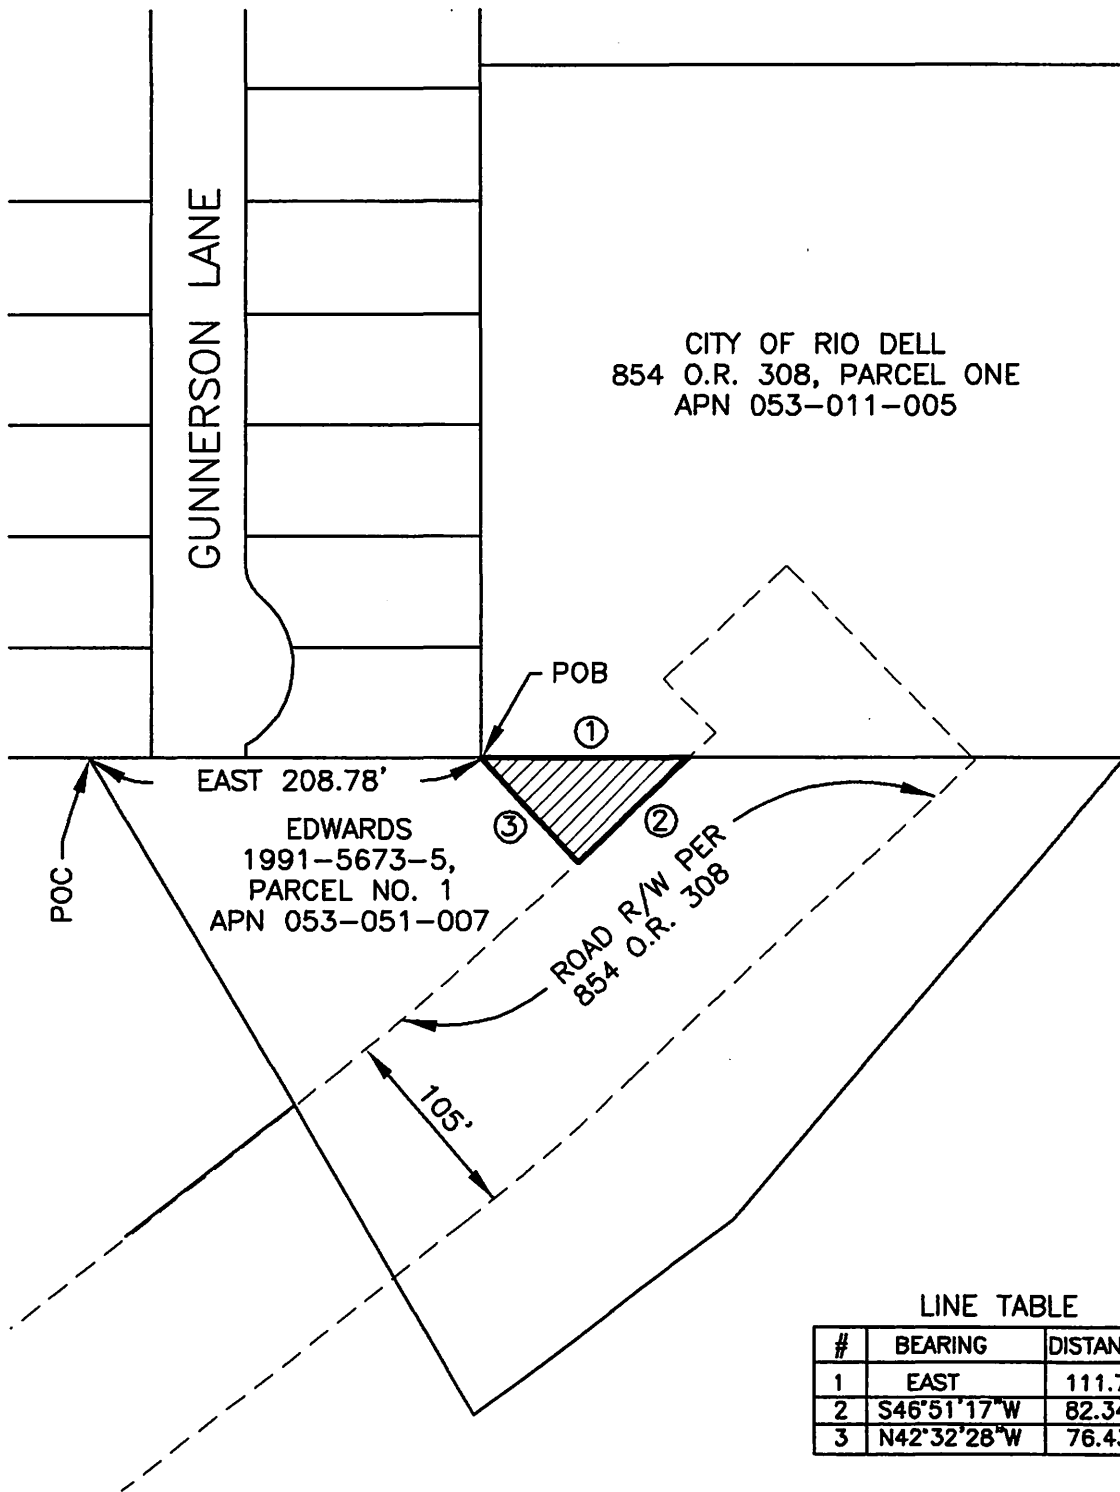 GUNNERSON LANE
CITY OF RIO DELL
854 O.R. 308, PARCEL ONE
APN 053-011-005
POB
①
EAST 208.78'
②
③
EDWARDS
1991-5673-5,
PARCEL NO. 1
APN 053-051-007
POC
ROAD R/W PER
854 O.R. 308
105'
LINE TABLE
# BEARING
1 EAST 111.7
2 S46°51'17"W
3 N42°32'28"W